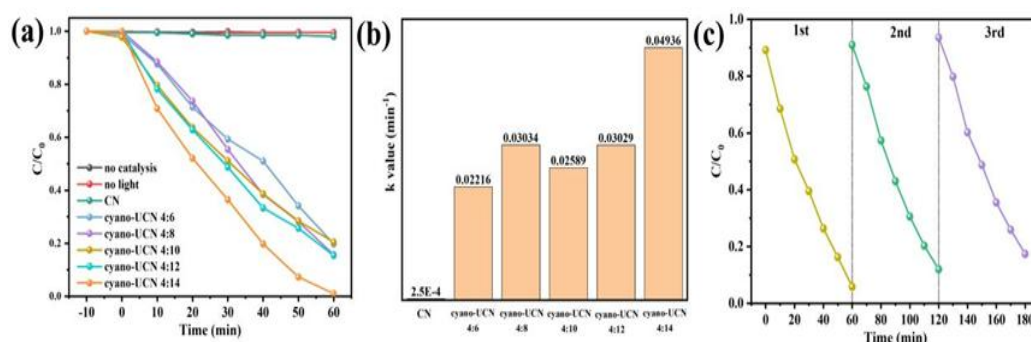 (a)
C/C₀
1.0
0.8
0.6
0.4
0.2
0.0
no catalysis
no light
CN
cyano-UCN 4:6
cyano-UCN 4:8
cyano-UCN 4:10
cyano-UCN 4:12
cyano-UCN 4:14
-10 0 10 20 30 40 50 60
Time (min)
(b)
k value (min⁻¹)
2.5E-4
0.02216
0.03034
0.02589
0.03029
0.04936
CN cyano-UCN cyano-UCN cyano-UCN cyano-UCN cyano-UCN
4:6 4:8 4:10 4:12 4:14
(c)
C/C₀
1.0
0.8
0.6
0.4
0.2
0.0
1st 2nd 3rd
0 20 40 60 80 100 120 140 160 180
Time (min)